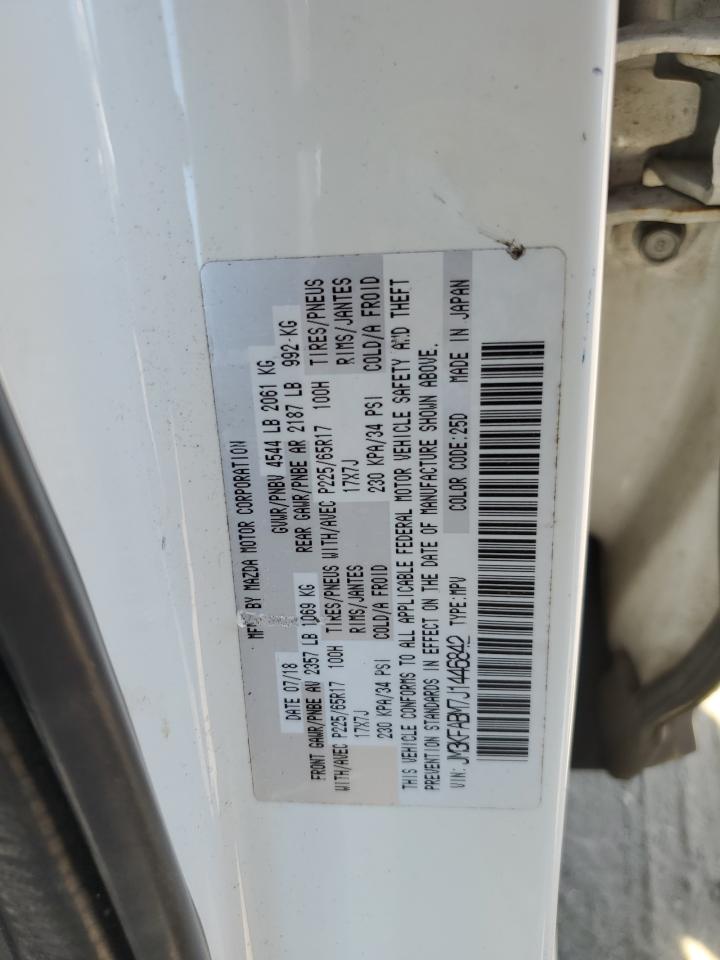 MFD BY MAZDA MOTOR CORPORATION
DATE 07/18 GVWR/PNBV 4544 LB 2061 KG
FRONT GAWR/PNBE AV 2357 LB 1069 KG REAR GAWR/PNBE AR 2187 LB 992 KG
WITH/AVEC P225/65R17 100H TIRES/PNEUS WITH/AVEC P225/65R17 100H TIRES/PNEUS
17X7J RIMS/JANTES 17X7J RIMS/JANTES
230 KPA/34 PSI COLD/A FROID 230 KPA/34 PSI COLD/A FROID
THIS VEHICLE CONFORMS TO ALL APPLICABLE FEDERAL MOTOR VEHICLE SAFETY AND THEFT
PREVENTION STANDARDS IN EFFECT ON THE DATE OF MANUFACTURE SHOWN ABOVE.
VIN: JM3KFABM7J1446842 TYPE:MPV COLOR CODE:25D MADE IN JAPAN